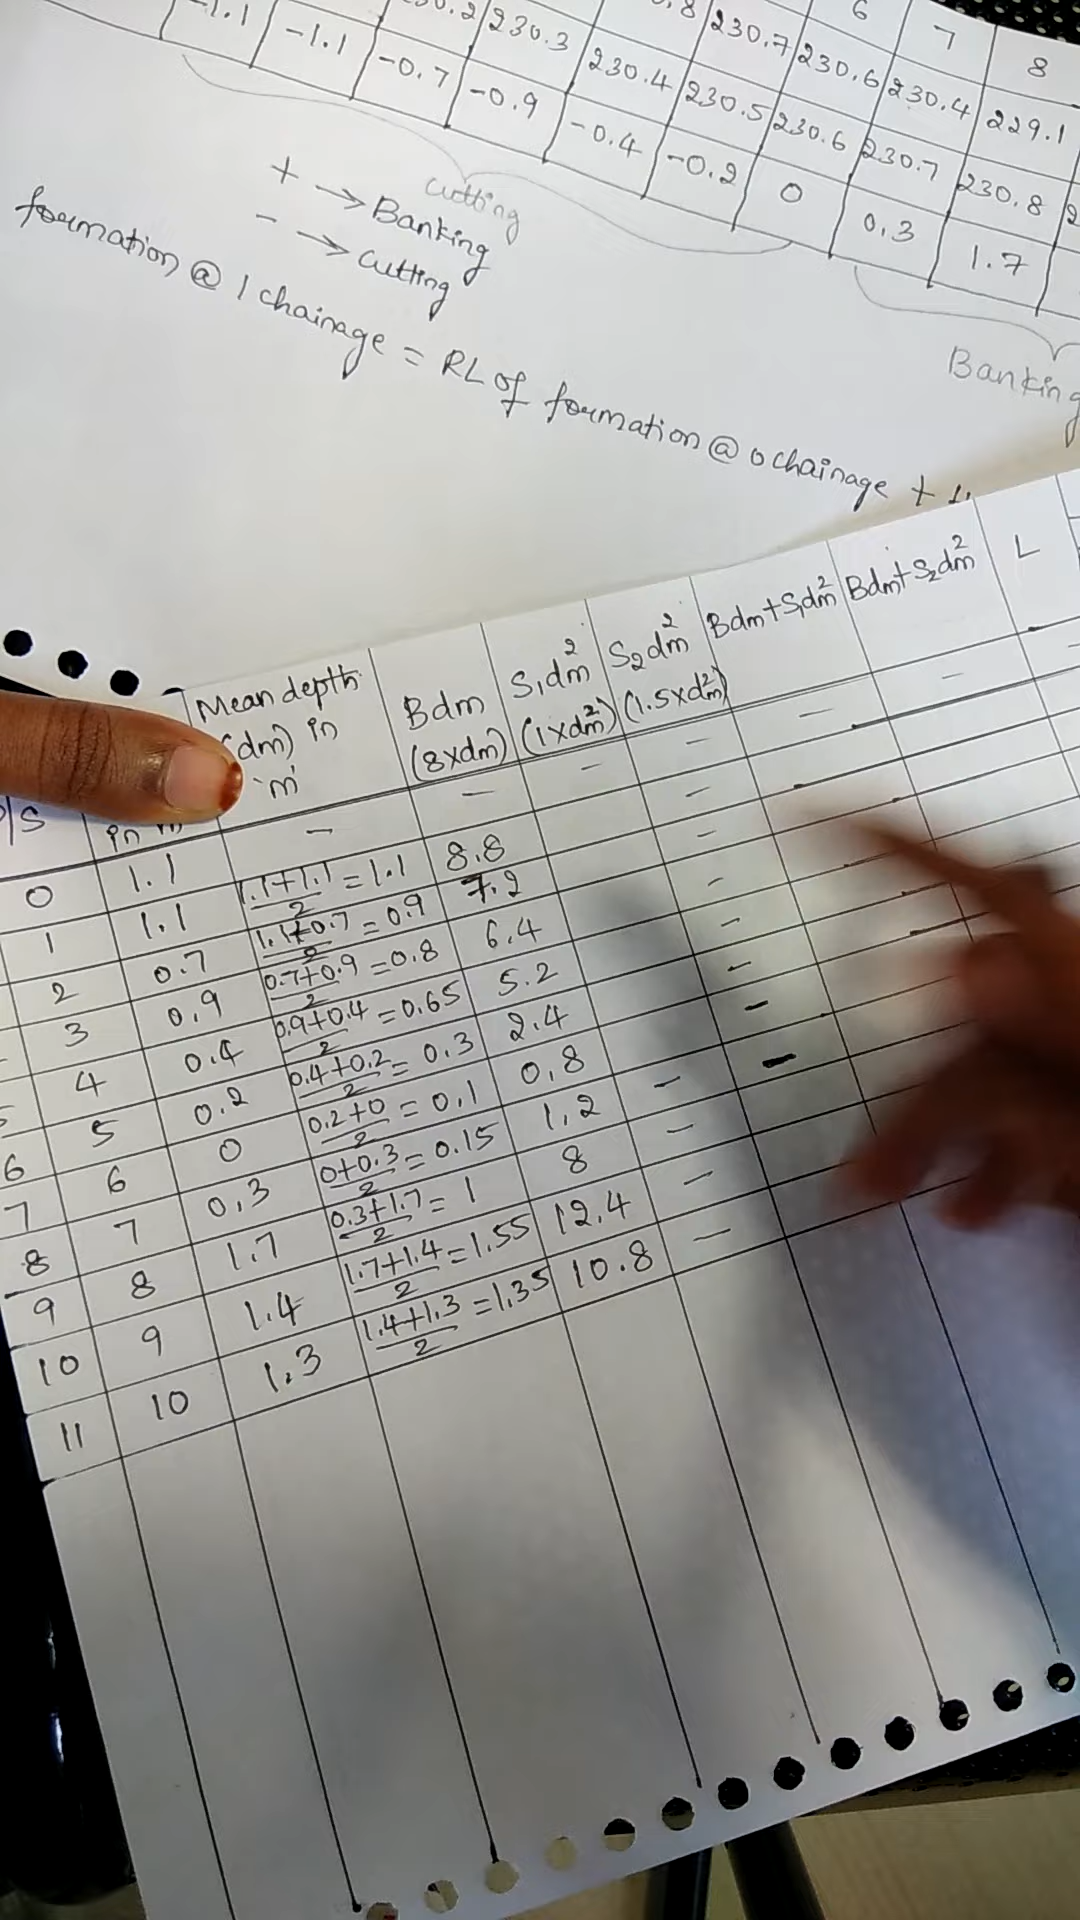 6 7 8
230.3 230.7 230.6 230.4 229.1
230.4 230.5 230.6 230.7 230.8
-1.1 -1.1 -0.7 -0.9 -0.4 -0.2 0 0.3 1.7
cutting
+ → Banking
- → cutting
Banking
formation @ 1 chainage = RL of formation @ 0 chainage +
Mean depth (dm) in 'm' Bdm (8xdm) S₁dm² (1xdm²) S₂dm² (1.5xdm²) Bdm+S₁dm² Bdm+S₂dm² L
in m
0 1.1 — — — — — —
1 1.1 1.1+1.1/2 = 1.1 8.8 —
2 0.7 1.1+0.7/2 = 0.9 7.2 —
3 0.9 0.7+0.9/2 = 0.8 6.4 —
4 0.4 0.9+0.4/2 = 0.65 5.2 —
5 0.2 0.4+0.2/2 = 0.3 2.4 —
6 6 0 0.2+0/2 = 0.1 0.8 —
7 7 0.3 0+0.3/2 = 0.15 1.2 —
8 8 1.7 0.3+1.7/2 = 1 8 —
9 9 1.4 1.7+1.4/2 = 1.55 12.4 —
10 10 1.3 1.4+1.3/2 = 1.35 10.8 —
11